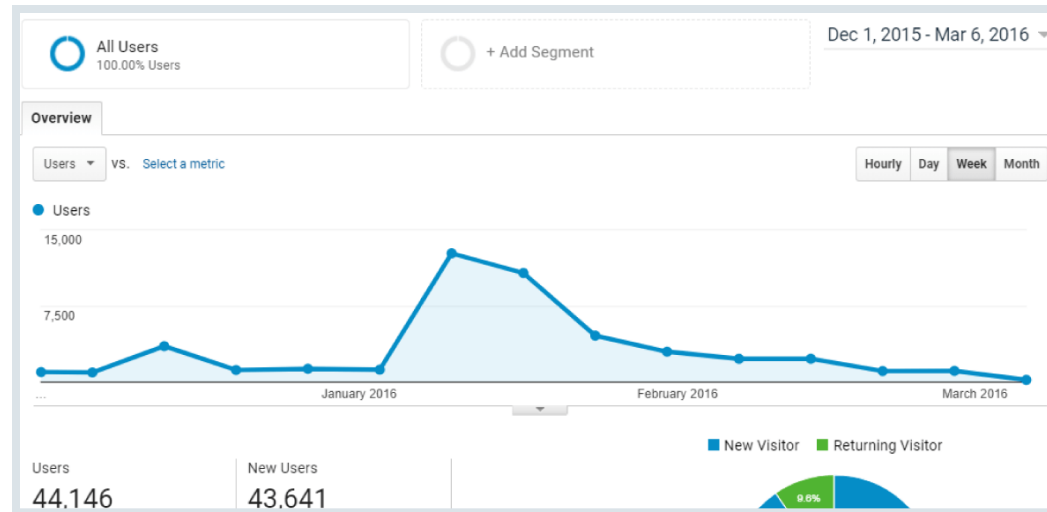 All Users
100.00% Users
+ Add Segment
Dec 1, 2015 - Mar 6, 2016
Overview
Users VS. Select a metric
Hourly Day Week Month
Users
15,000
7,500
... January 2016 February 2016 March 2016
New Visitor Returning Visitor
Users New Users
44,146 43,641
9.6%